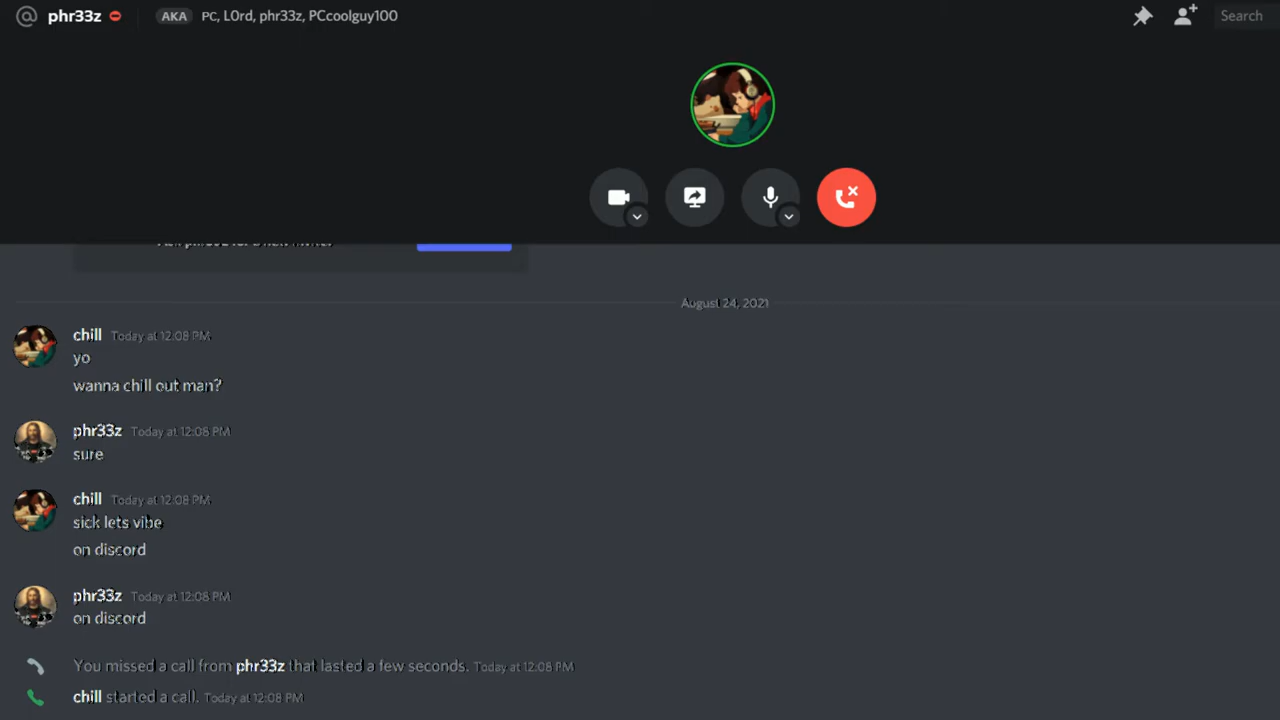 phr33z AKA PC, L0rd, phr33z, PCcoolguy100
Search
August 24, 2021
chill Today at 12:08 PM
yo
wanna chill out man?
phr33z Today at 12:08 PM
sure
chill Today at 12:08 PM
sick lets vibe
on discord
phr33z Today at 12:08 PM
on discord
You missed a call from phr33z that lasted a few seconds. Today at 12:08 PM
chill started a call. Today at 12:08 PM